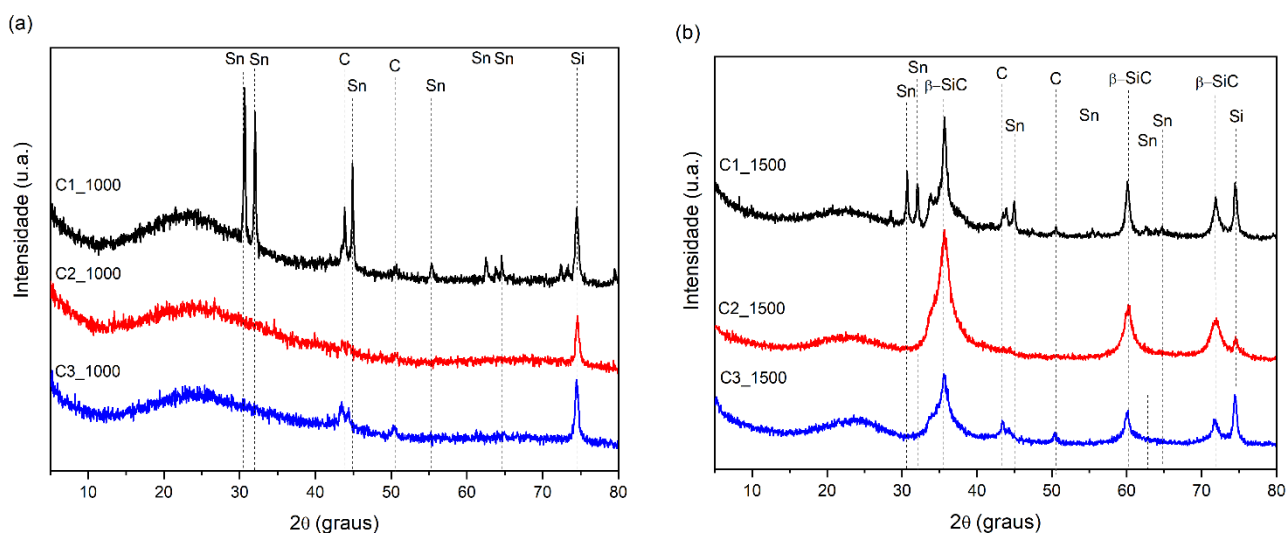 (a)
Sn Sn C C Sn Sn Si
Sn Sn
C1_1000
C2_1000
C3_1000
Intensidade (u.a.)
10 20 30 40 50 60 70 80
2θ (graus)
(b)
Sn Sn β–SiC C C β–SiC β–SiC
Sn Sn Sn Sn Si
C1_1500
C2_1500
C3_1500
Intensidade (u.a.)
10 20 30 40 50 60 70 80
2θ (graus)